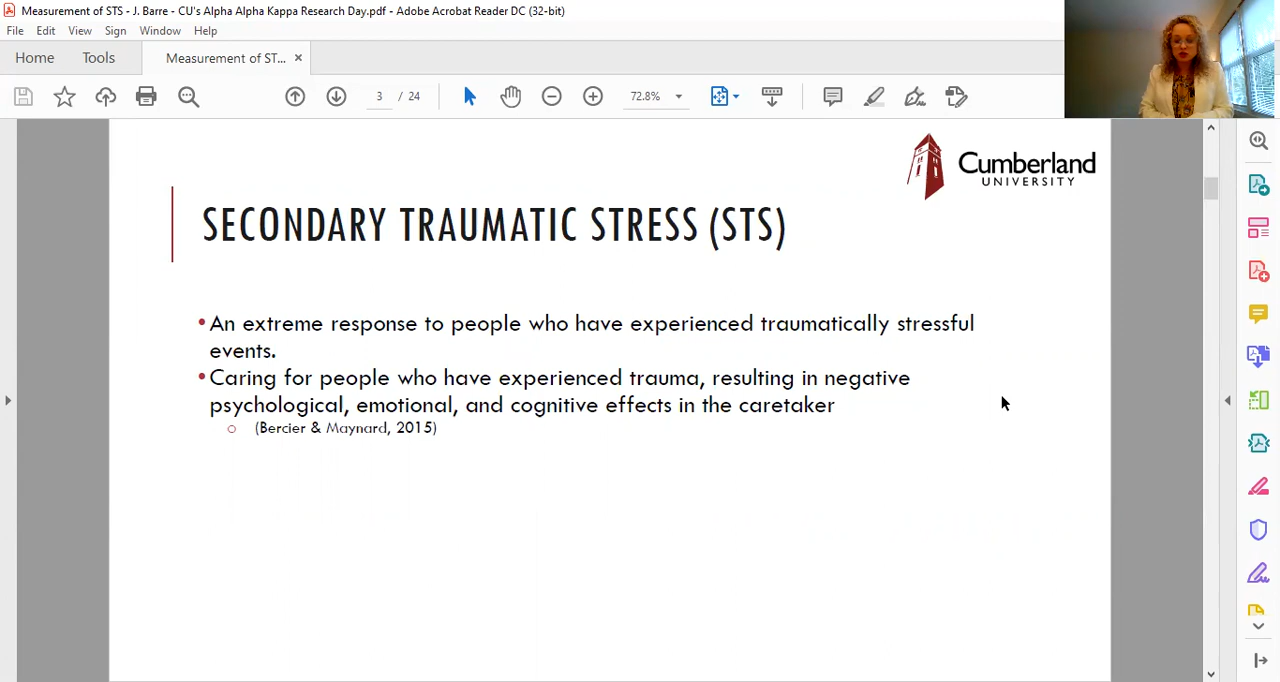 Measurement of STS - J. Barre - CU's Alpha Alpha Kappa Research Day.pdf - Adobe Acrobat Reader DC (32-bit)
File Edit View Sign Window Help
Home Tools Measurement of ST... ×
3 / 24 72.8%
Cumberland
UNIVERSITY
SECONDARY TRAUMATIC STRESS (STS)
•An extreme response to people who have experienced traumatically stressful
events.
•Caring for people who have experienced trauma, resulting in negative
psychological, emotional, and cognitive effects in the caretaker
○ (Bercier & Maynard, 2015)